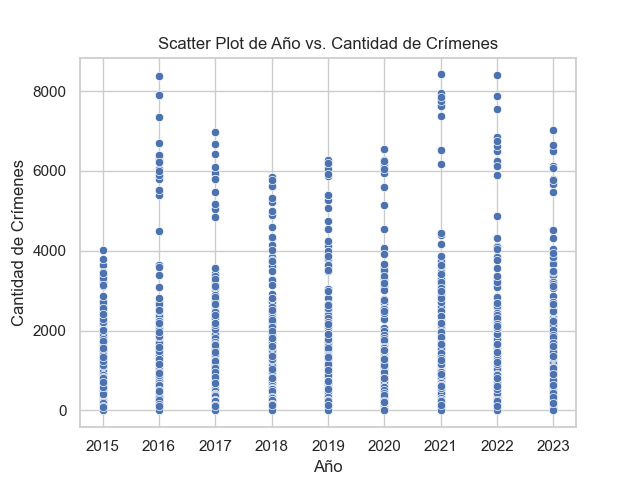 Scatter Plot de Año vs. Cantidad de Crímenes
8000
6000
4000
2000
0
Cantidad de Crímenes
2015 2016 2017 2018 2019 2020 2021 2022 2023
Año